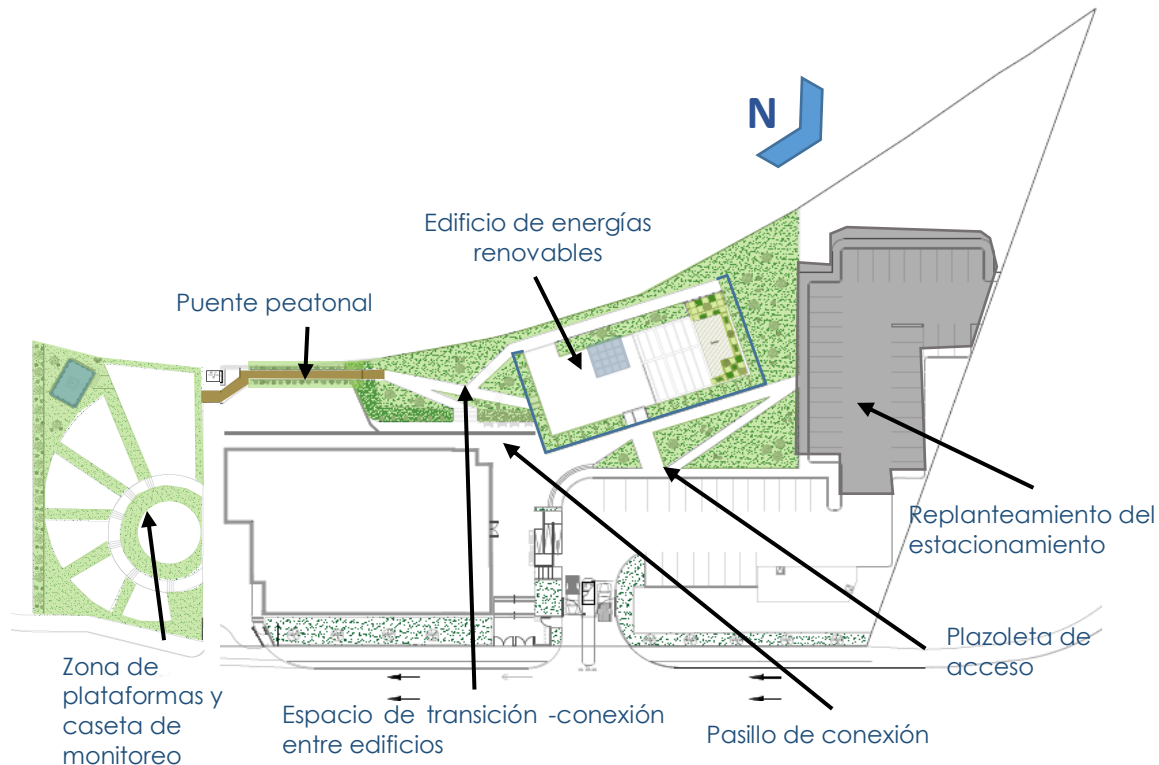 N
Edificio de energías
renovables
Puente peatonal
Replanteamiento del
estacionamiento
Plazoleta de
acceso
Zona de
plataformas y
caseta de
monitoreo
Espacio de transición -conexión
entre edificios
Pasillo de conexión